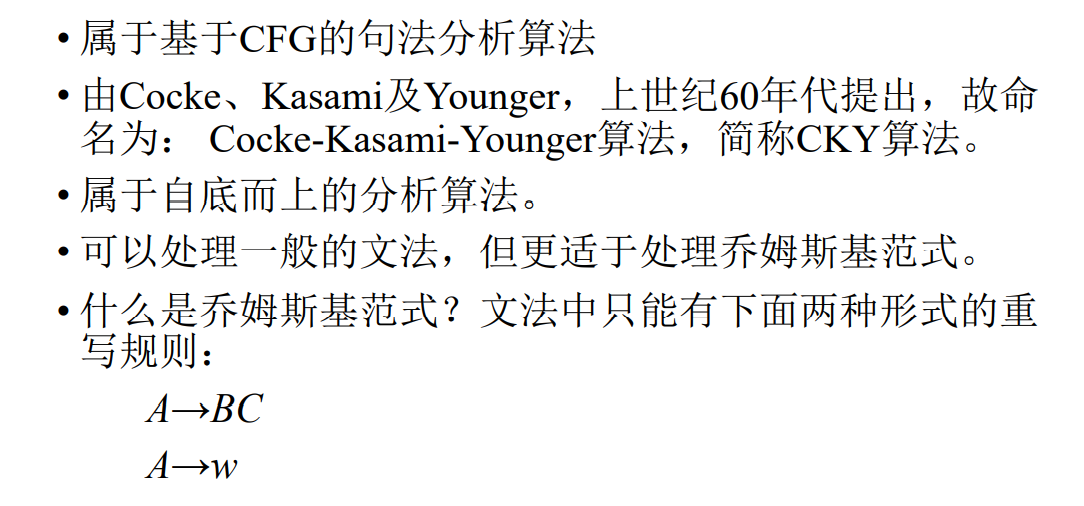 • 属于基于CFG的句法分析算法
• 由Cocke、Kasami及Younger，上世纪60年代提出，故命
名为： Cocke-Kasami-Younger算法，简称CKY算法。
• 属于自底而上的分析算法。
• 可以处理一般的文法，但更适于处理乔姆斯基范式。
• 什么是乔姆斯基范式？文法中只能有下面两种形式的重
写规则：
A→BC
A→w